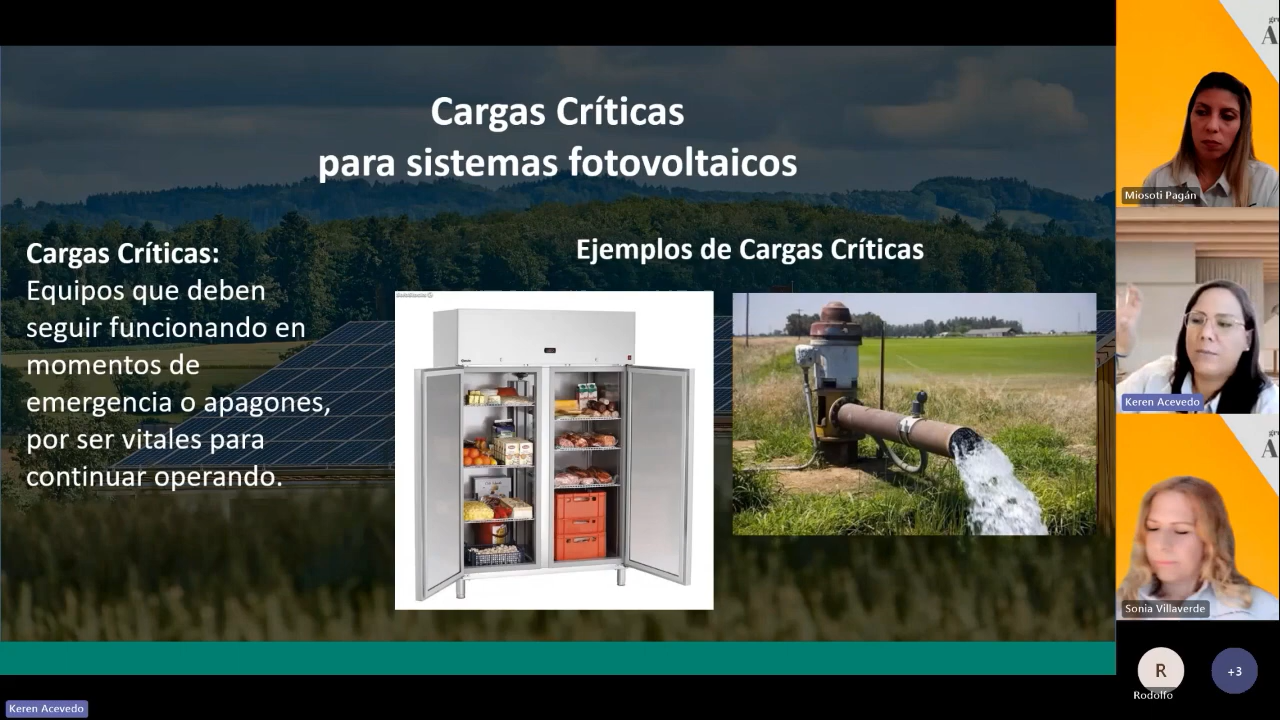 Cargas Críticas
para sistemas fotovoltaicos
Cargas Críticas:
Equipos que deben
seguir funcionando en
momentos de
emergencia o apagones,
por ser vitales para
continuar operando.
Ejemplos de Cargas Críticas
Miosoti Pagán
Keren Acevedo
Sonia Villaverde
R
Rodolfo
+3
Keren Acevedo